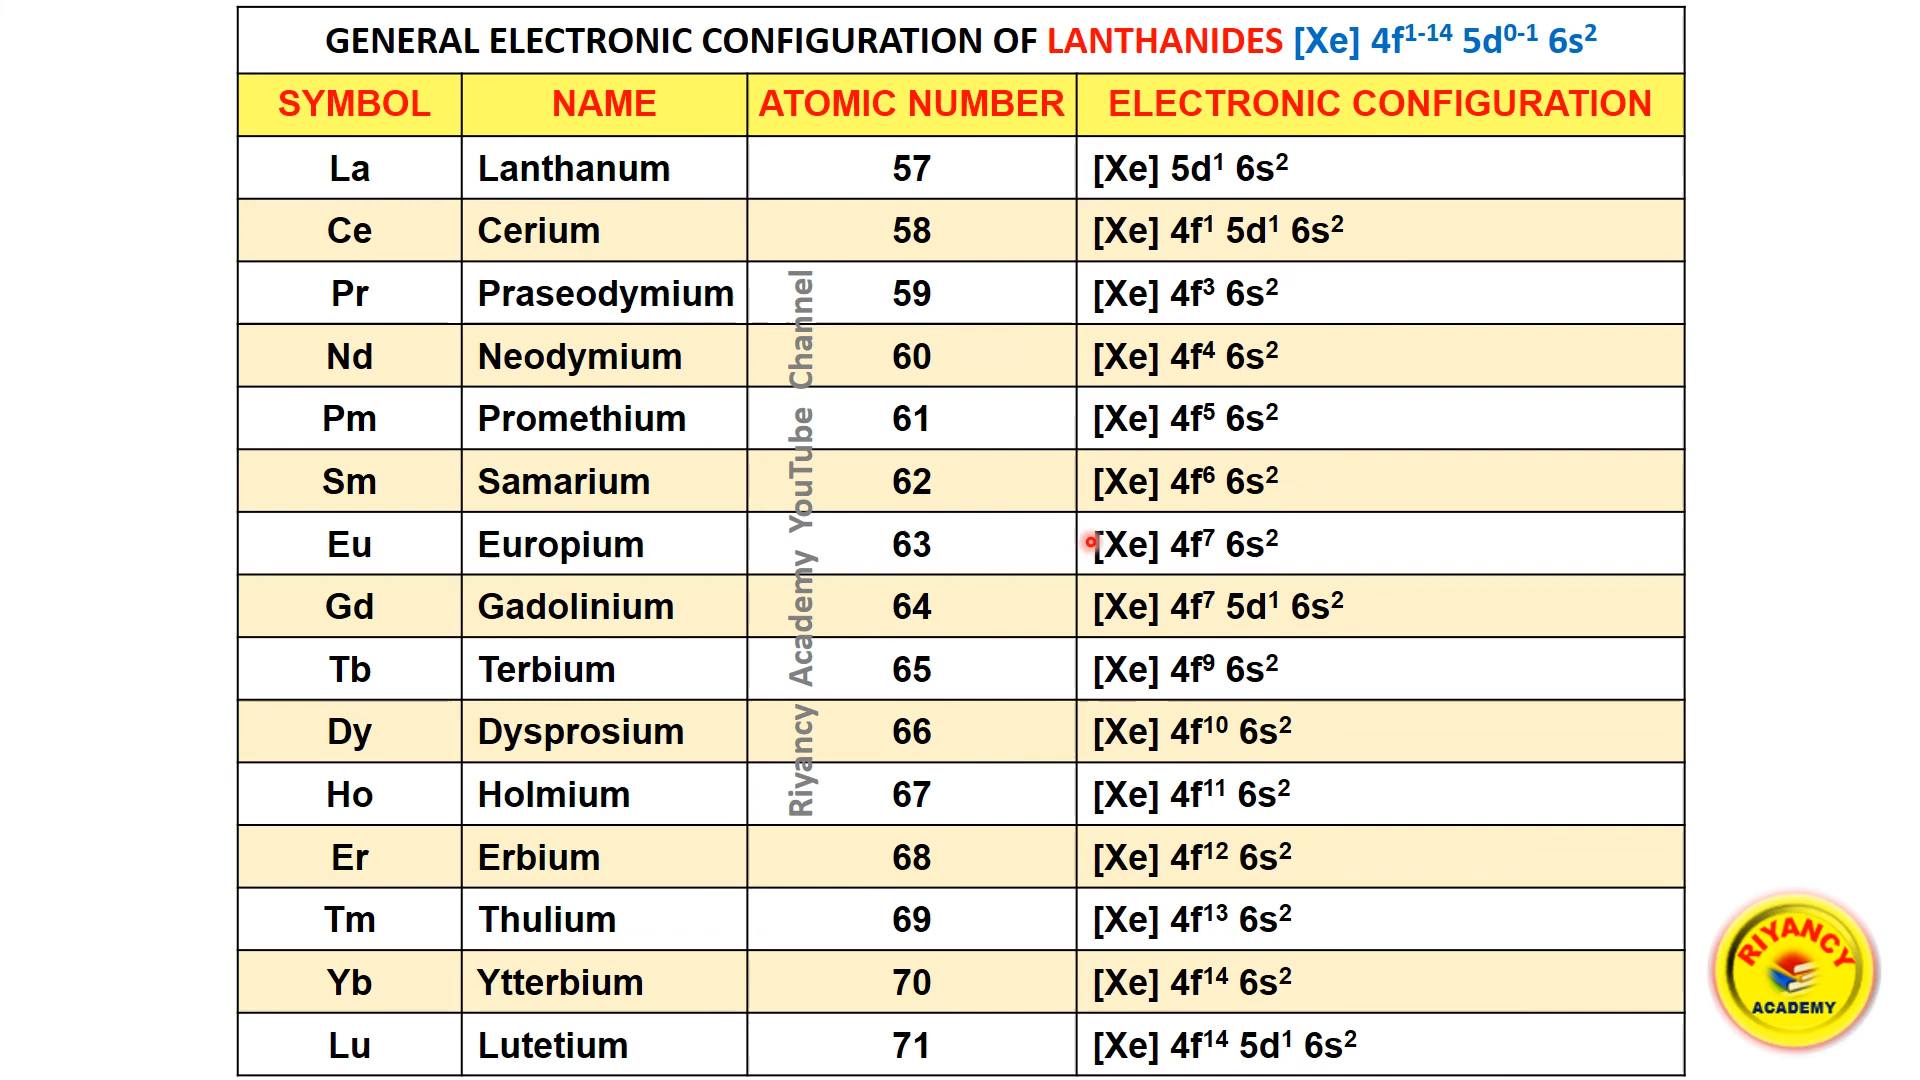 GENERAL ELECTRONIC CONFIGURATION OF LANTHANIDES [Xe] 4f¹⁻¹⁴ 5d⁰⁻¹ 6s²
SYMBOL NAME ATOMIC NUMBER ELECTRONIC CONFIGURATION
La Lanthanum 57 [Xe] 5d¹ 6s²
Ce Cerium 58 [Xe] 4f¹ 5d¹ 6s²
Pr Praseodymium 59 [Xe] 4f³ 6s²
Nd Neodymium 60 [Xe] 4f⁴ 6s²
Pm Promethium 61 [Xe] 4f⁵ 6s²
Sm Samarium 62 [Xe] 4f⁶ 6s²
Eu Europium 63 [Xe] 4f⁷ 6s²
Gd Gadolinium 64 [Xe] 4f⁷ 5d¹ 6s²
Tb Terbium 65 [Xe] 4f⁹ 6s²
Dy Dysprosium 66 [Xe] 4f¹⁰ 6s²
Ho Holmium 67 [Xe] 4f¹¹ 6s²
Er Erbium 68 [Xe] 4f¹² 6s²
Tm Thulium 69 [Xe] 4f¹³ 6s²
Yb Ytterbium 70 [Xe] 4f¹⁴ 6s²
Lu Lutetium 71 [Xe] 4f¹⁴ 5d¹ 6s²
Riyancy Academy YouTube Channel
RIYANCY
ACADEMY